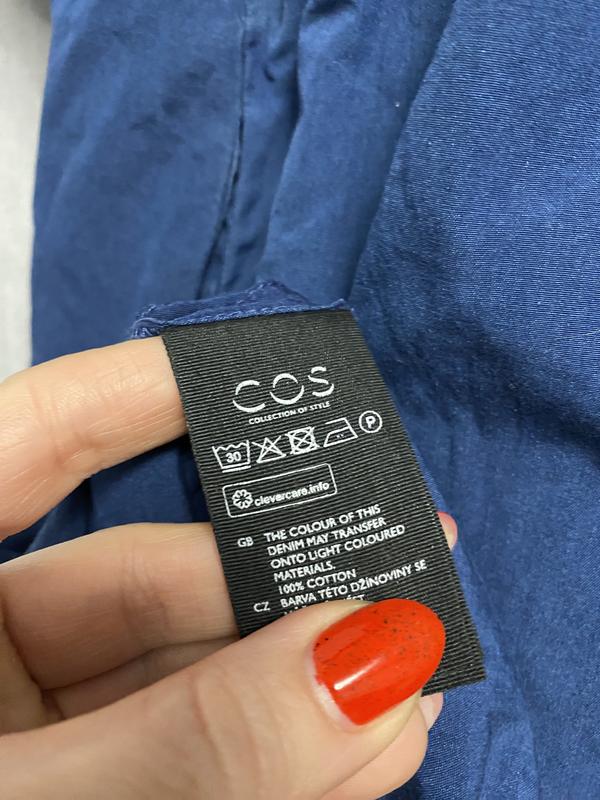 COS
COLLECTION OF STYLE
30
P
clevercare.info
GB THE COLOUR OF THIS
DENIM MAY TRANSFER
ONTO LIGHT COLOURED
MATERIALS.
100% COTTON
CZ BARVA TÉTO DŽÍNOVINY SE